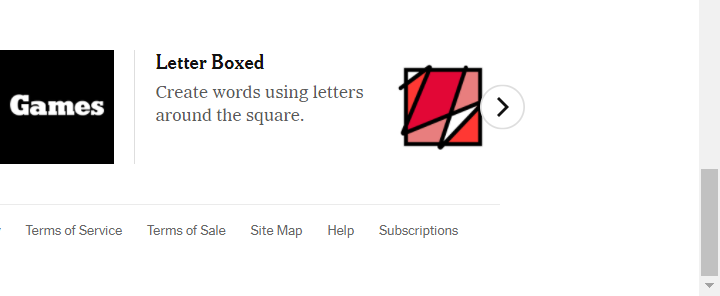 Games
Letter Boxed
Create words using letters
around the square.
Terms of Service Terms of Sale Site Map Help Subscriptions